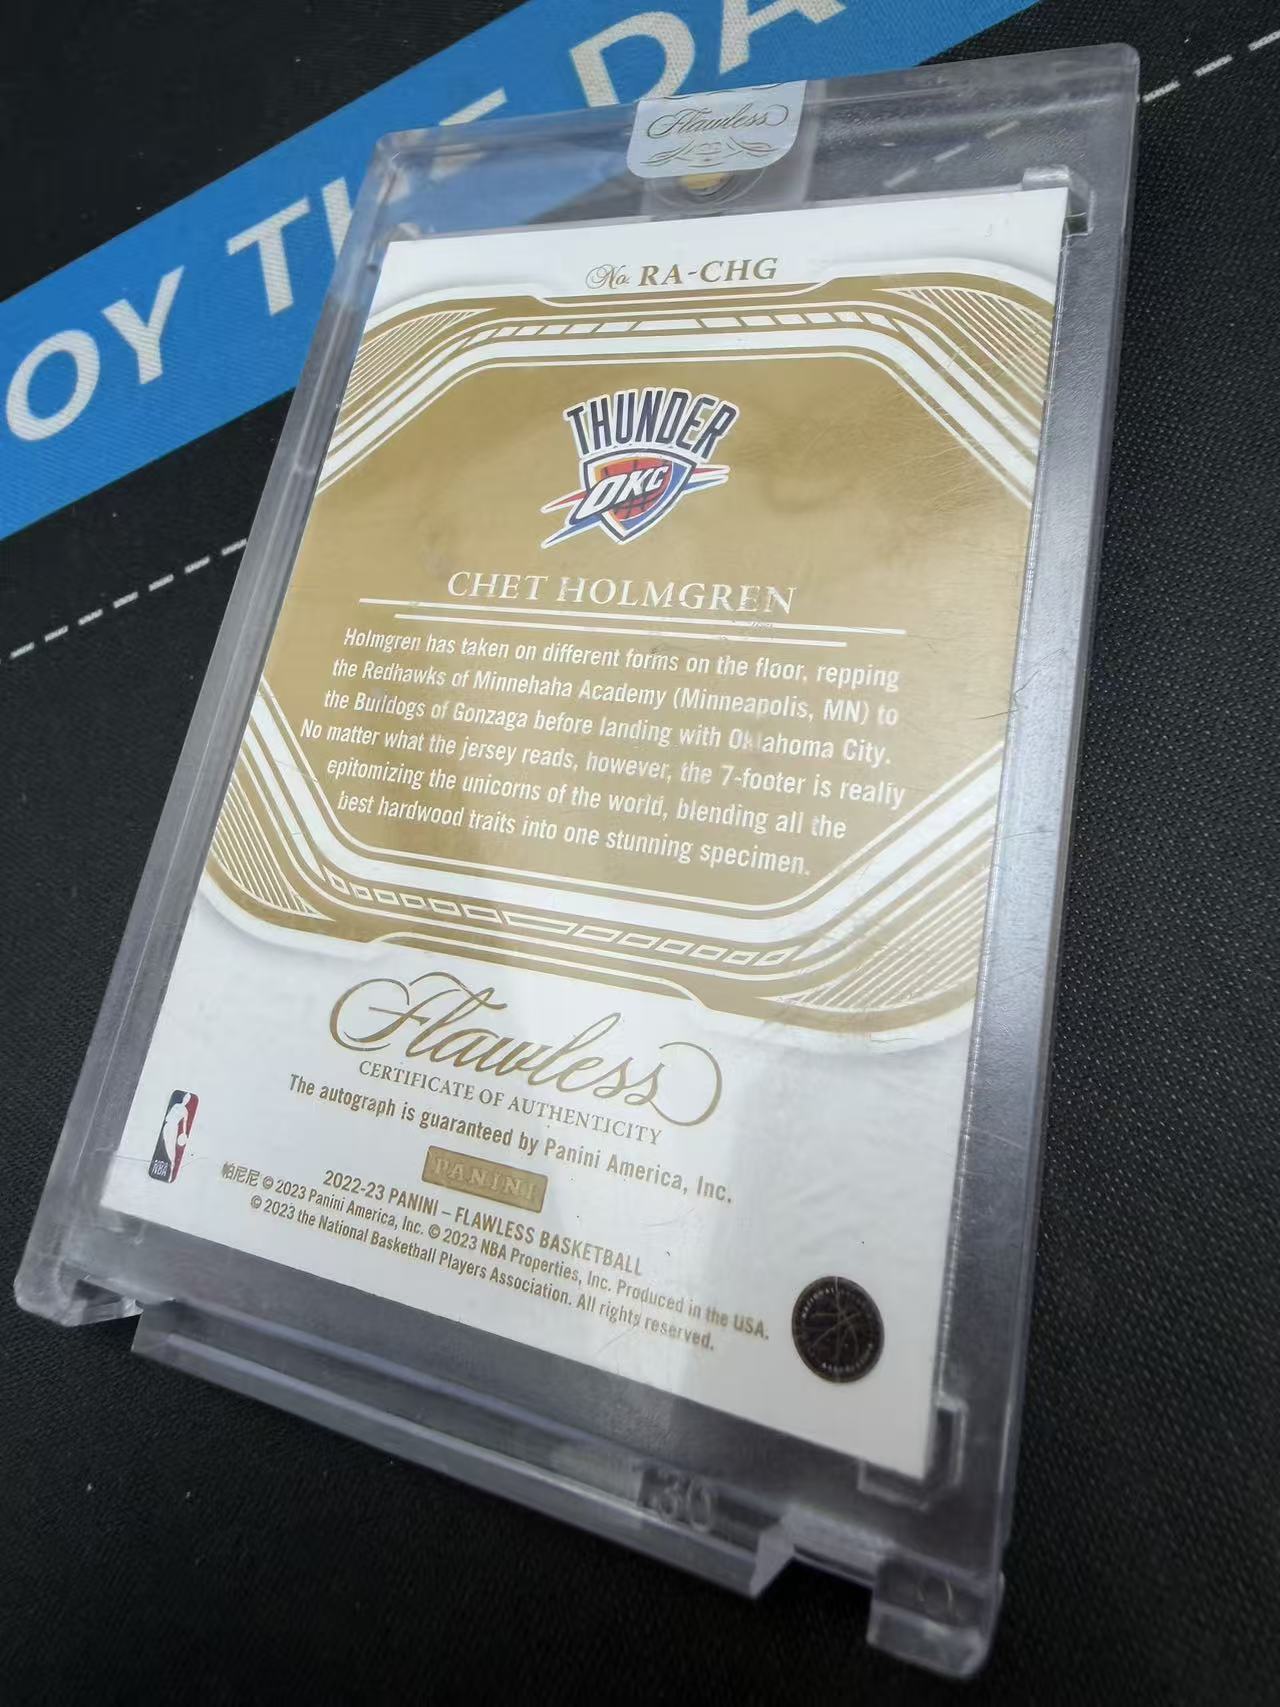 OY THE DA
Flawless
No. RA-CHG
THUNDER
OKC
CHET HOLMGREN
Holmgren has taken on different forms on the floor, repping
the Redhawks of Minnehaha Academy (Minneapolis, MN) to
the Bulldogs of Gonzaga before landing with Oklahoma City.
No matter what the jersey reads, however, the 7-footer is really
epitomizing the unicorns of the world, blending all the
best hardwood traits into one stunning specimen.
Flawless
CERTIFICATE OF AUTHENTICITY
The autograph is guaranteed by Panini America, Inc.
PANINI
NBA
2022-23 PANINI – FLAWLESS BASKETBALL
帕尼尼 © 2023 Panini America, Inc. © 2023 NBA Properties, Inc. Produced in the USA.
© 2023 the National Basketball Players Association. All rights reserved.